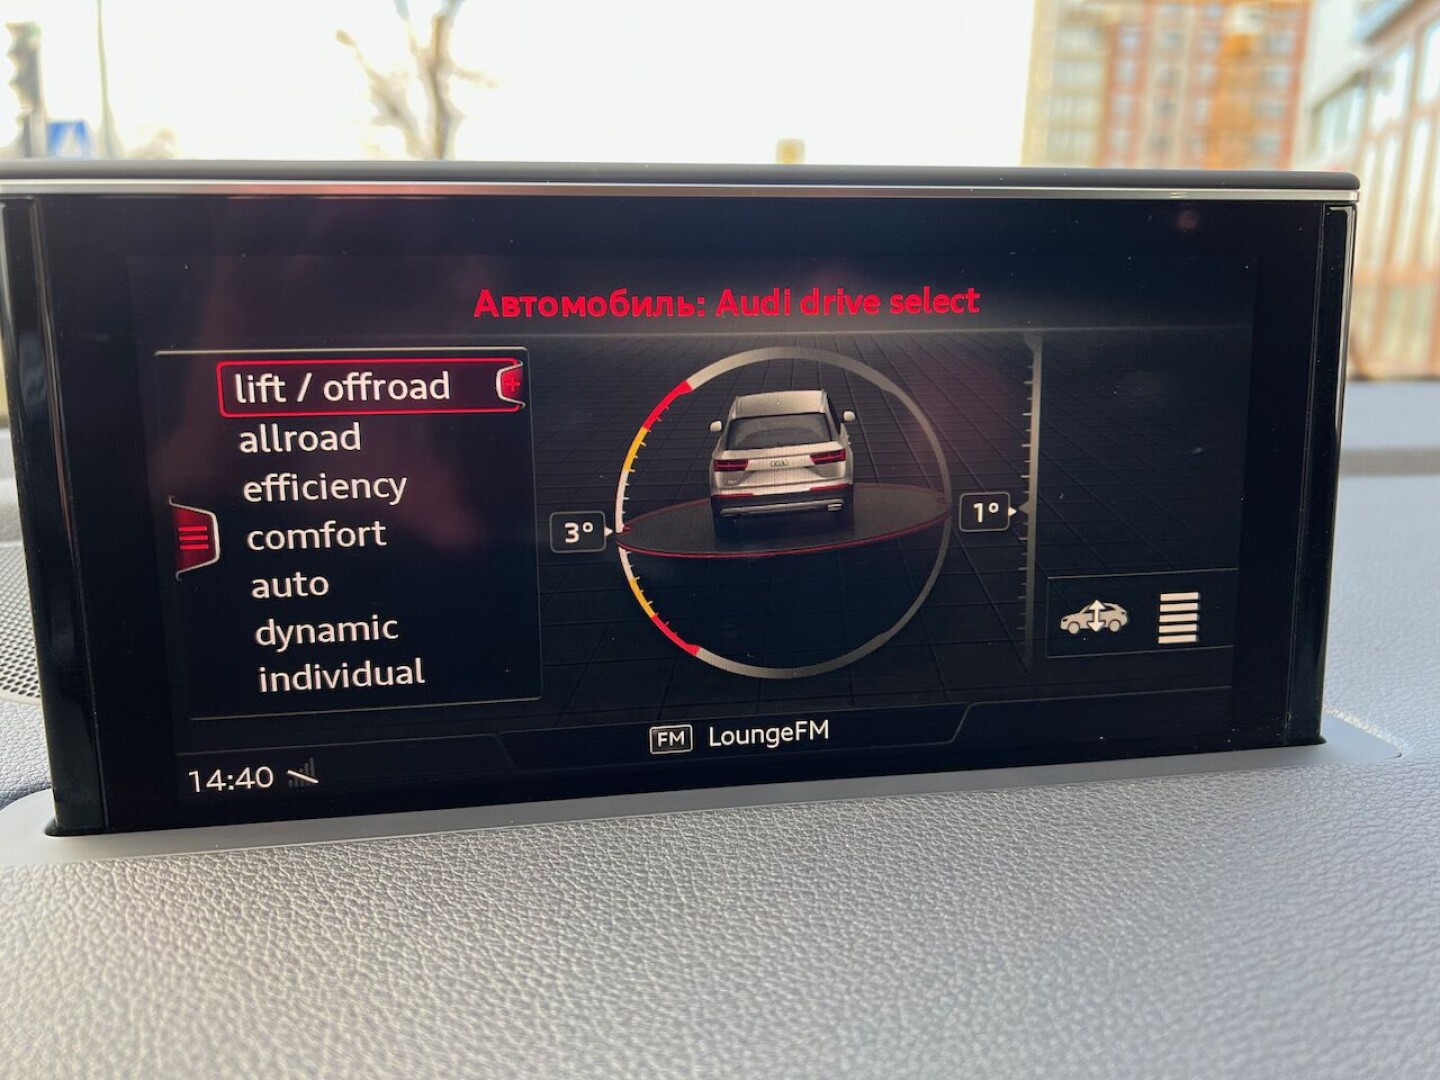 Автомобиль: Audi drive select
lift / offroad
allroad
efficiency
comfort
auto
dynamic
individual
3°
1°
FM LoungeFM
14:40